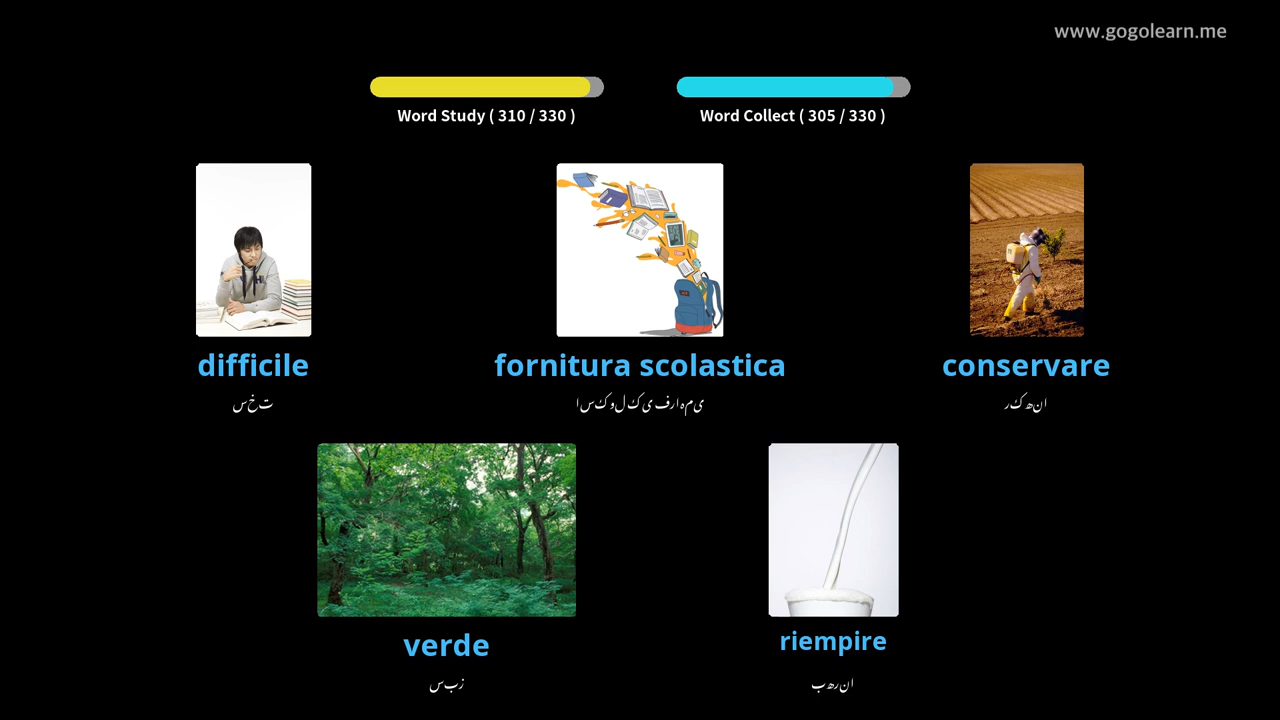 www.gogolearn.me
Word Study ( 310 / 330 )
Word Collect ( 305 / 330 )
difficile
fornitura scolastica
conservare
سخت
اسکول کی فراہمی
رکھنا
verde
riempire
سبز
بھرنا